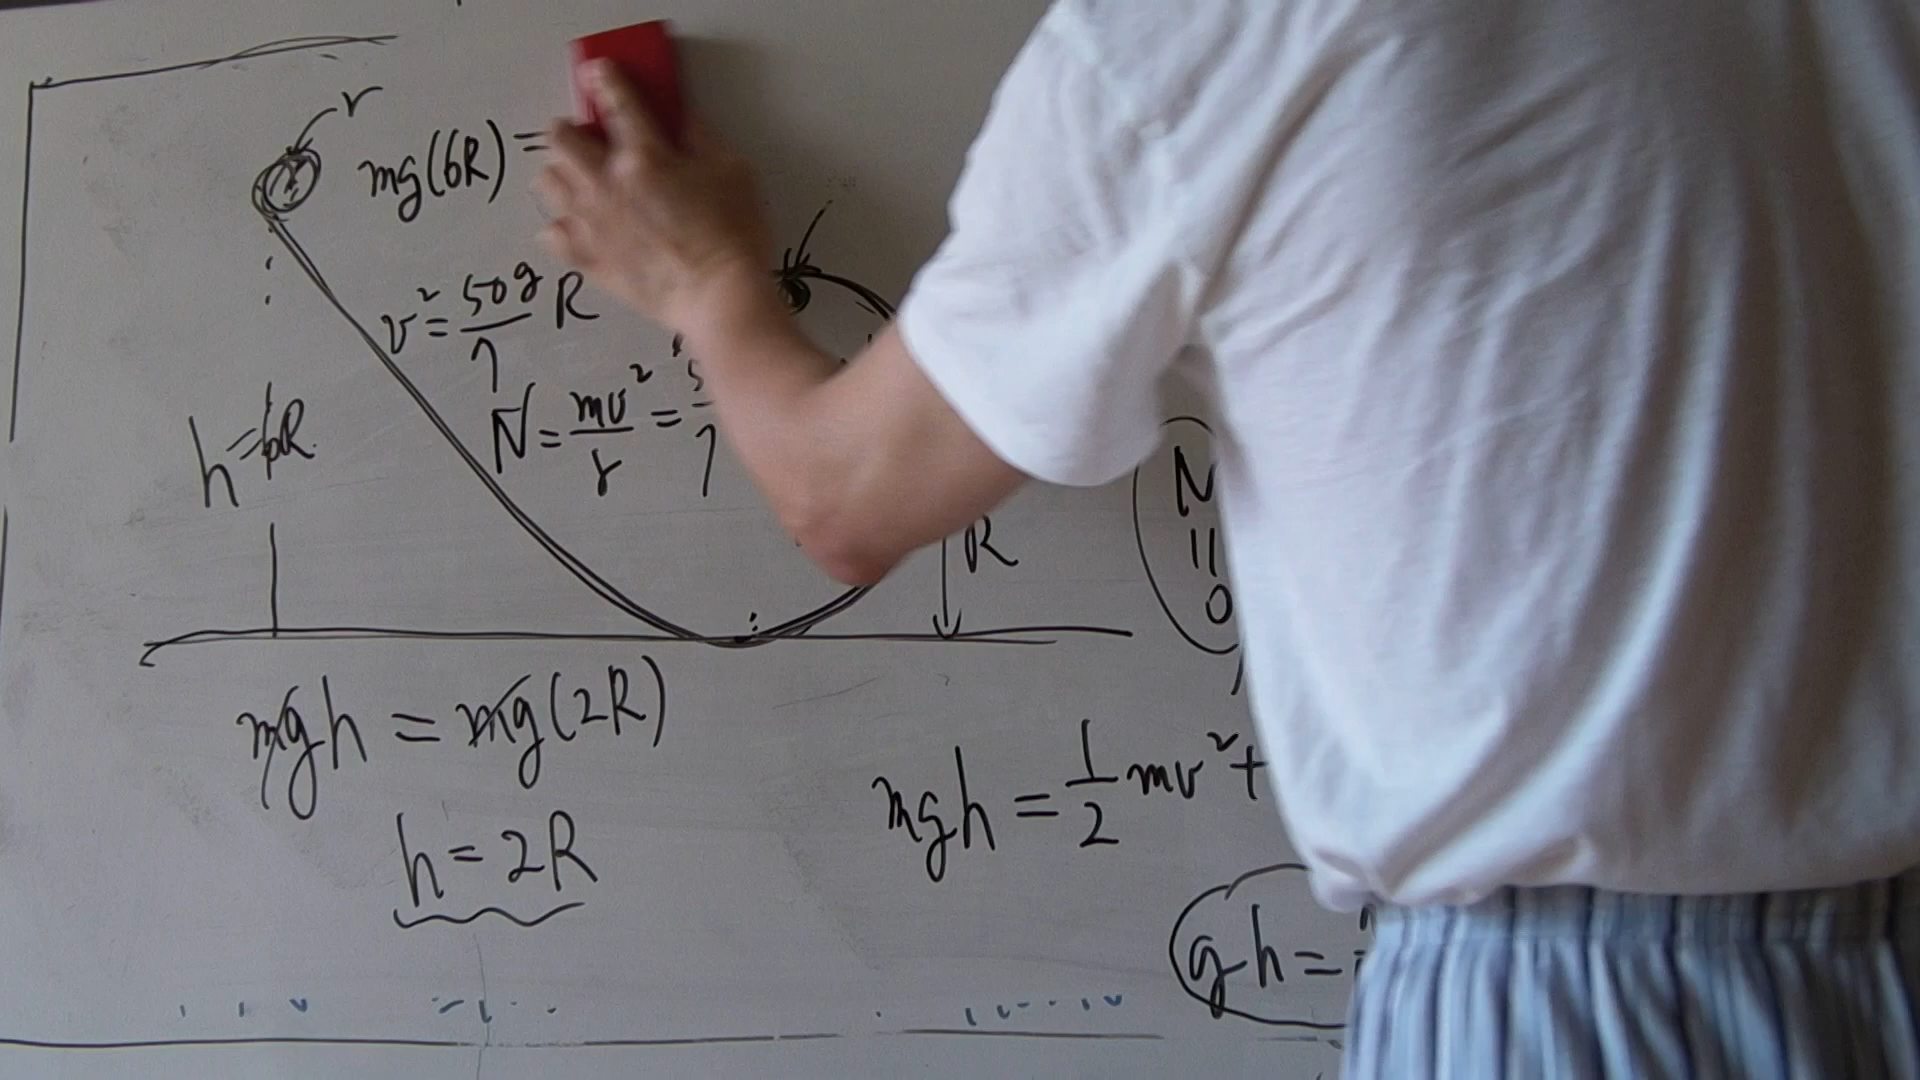 r
mg(6R) =
v² = 50g/7 R
N = mv²/r = 5/7
h = 6R
R
N
||
0
mgh = mg(2R)
h = 2R
mgh = 1/2 mv² +
gh =